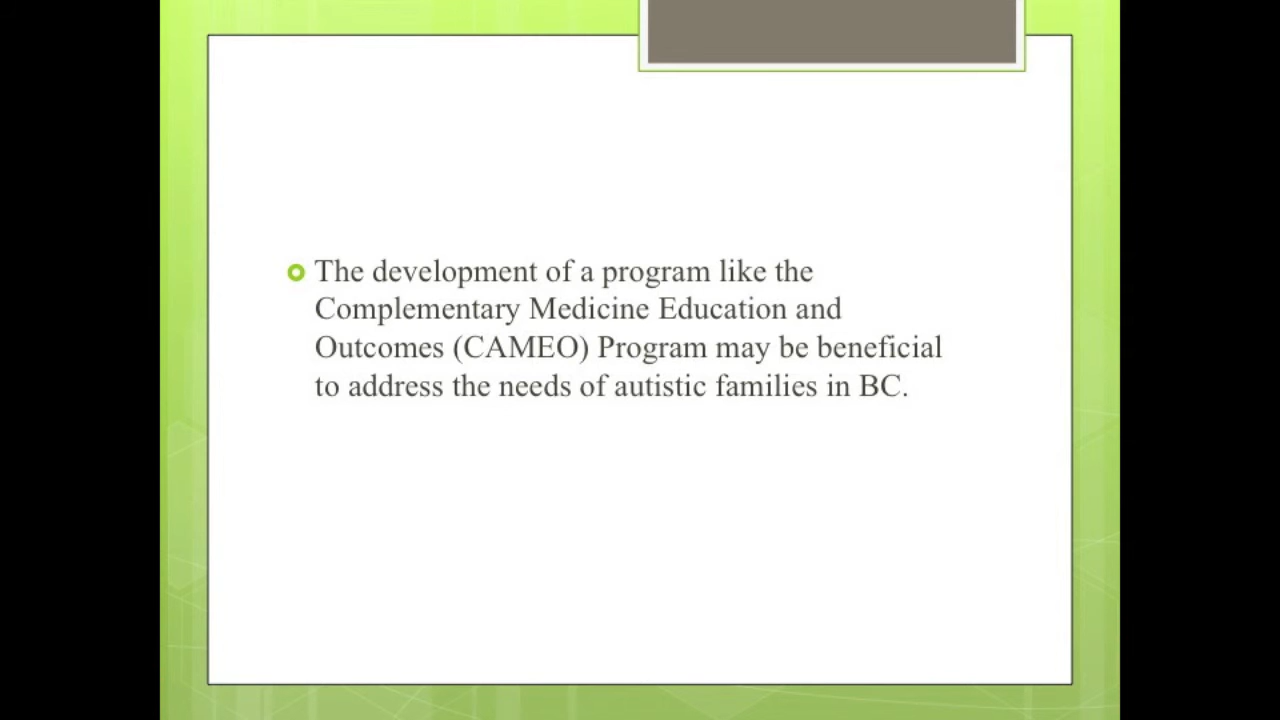 The development of a program like the
Complementary Medicine Education and
Outcomes (CAMEO) Program may be beneficial
to address the needs of autistic families in BC.